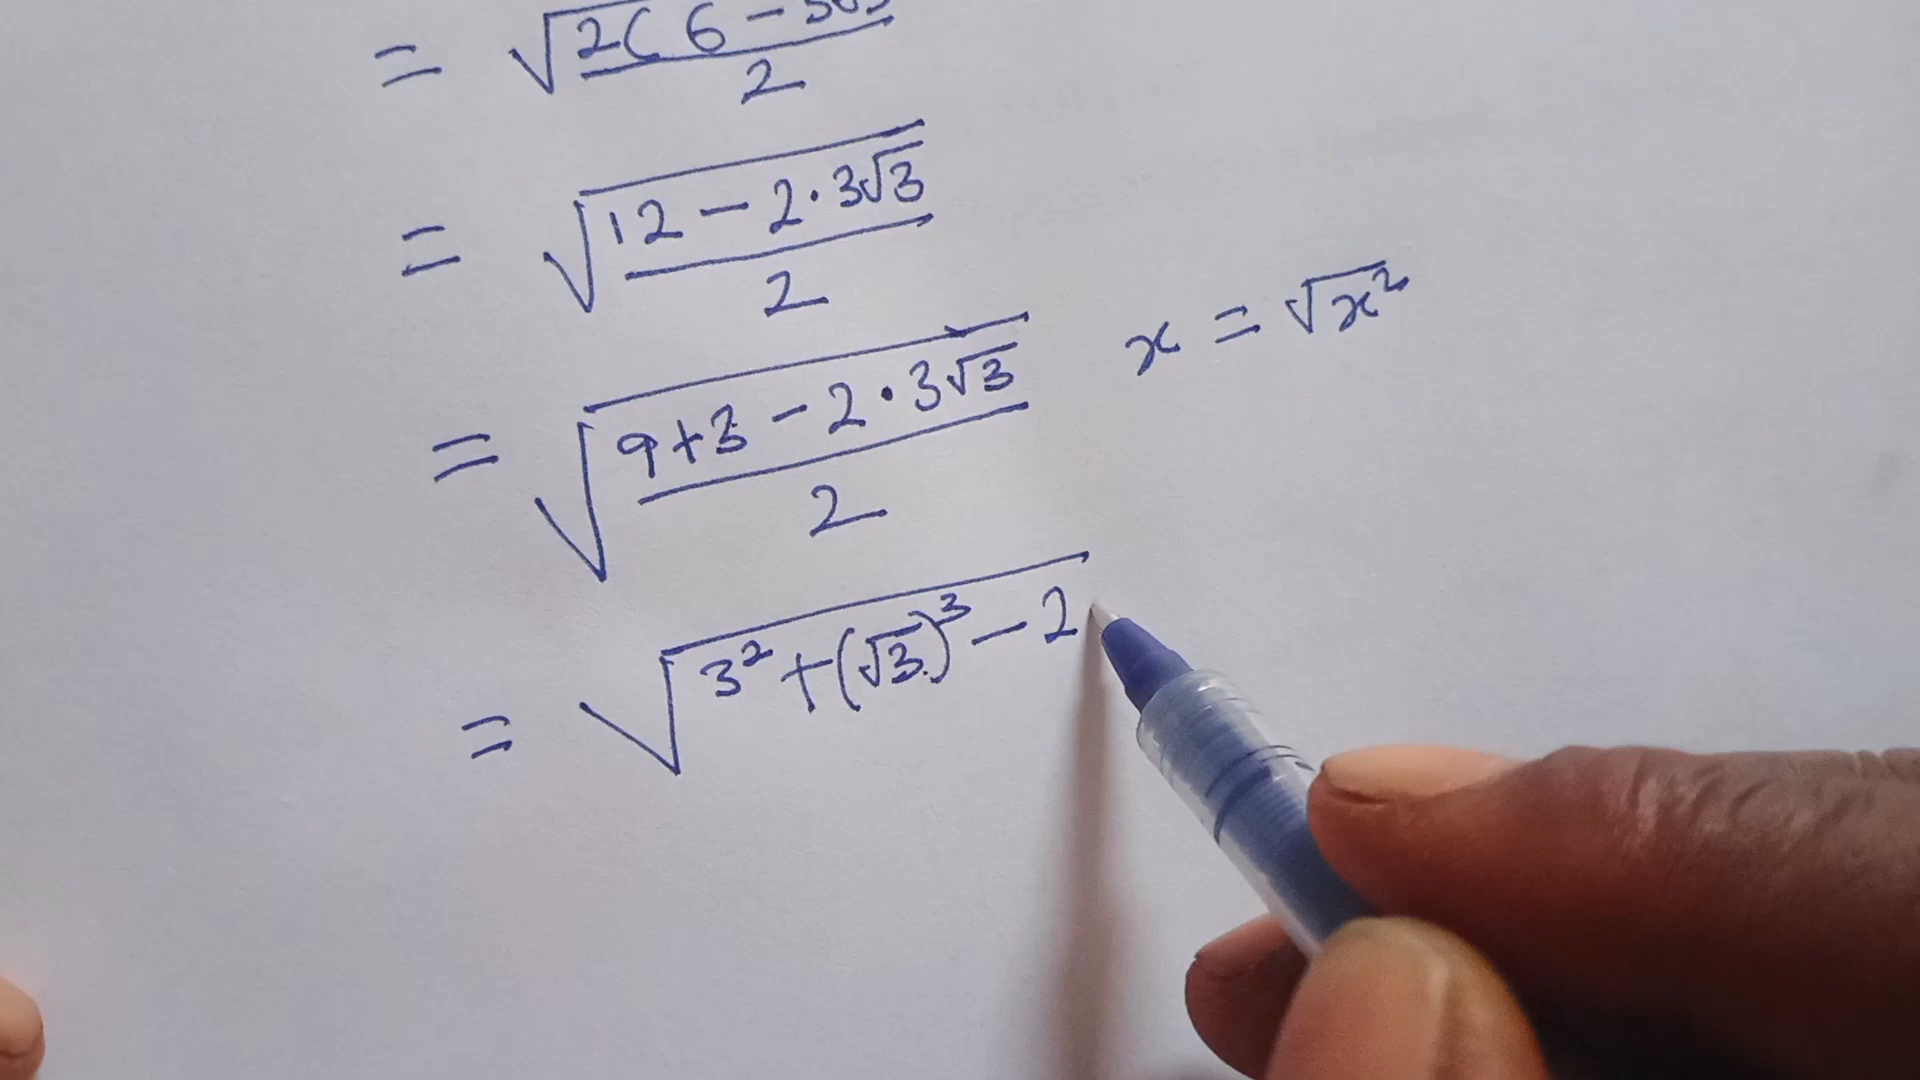 = √2(6 - 3√3 / 2
= √12 - 2·3√3 / 2
= √9+3 - 2·3√3 / 2
x = √x²
= √3² + (√3)³ - 2